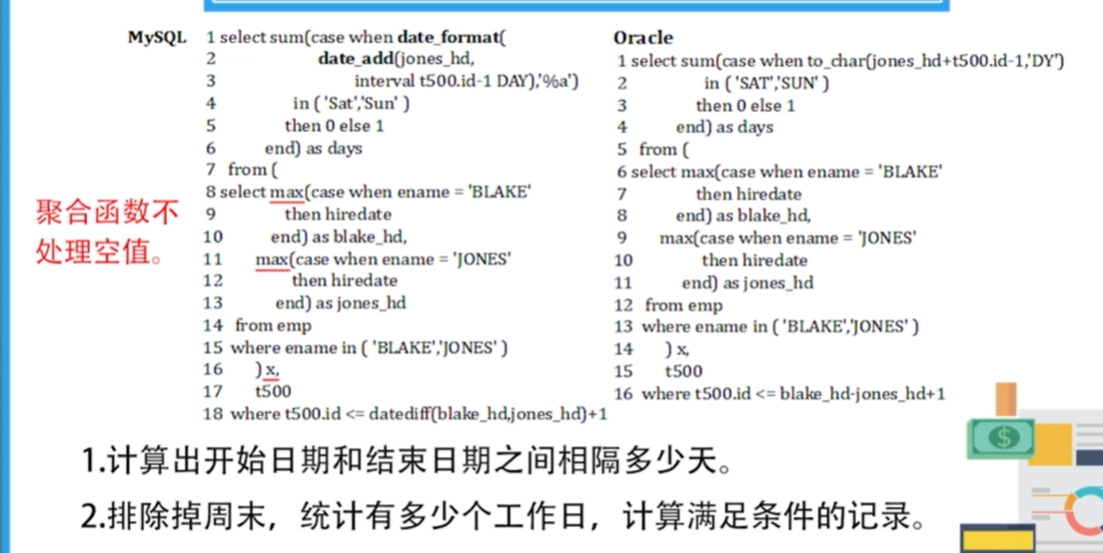 MySQL
1 select sum(case when date_format(
2 date_add(jones_hd,
3 interval t500.id-1 DAY),'%a')
4 in ( 'Sat','Sun' )
5 then 0 else 1
6 end) as days
7 from (
8 select max(case when ename = 'BLAKE'
9 then hiredate
10 end) as blake_hd,
11 max(case when ename = 'JONES'
12 then hiredate
13 end) as jones_hd
14 from emp
15 where ename in ( 'BLAKE','JONES' )
16 ) x,
17 t500
18 where t500.id <= datediff(blake_hd,jones_hd)+1
聚合函数不
处理空值。
Oracle
1 select sum(case when to_char(jones_hd+t500.id-1,'DY')
2 in ( 'SAT','SUN' )
3 then 0 else 1
4 end) as days
5 from (
6 select max(case when ename = 'BLAKE'
7 then hiredate
8 end) as blake_hd,
9 max(case when ename = 'JONES'
10 then hiredate
11 end) as jones_hd
12 from emp
13 where ename in ( 'BLAKE','JONES' )
14 ) x,
15 t500
16 where t500.id <= blake_hd-jones_hd+1
1.计算出开始日期和结束日期之间相隔多少天。
2.排除掉周末，统计有多少个工作日，计算满足条件的记录。
$